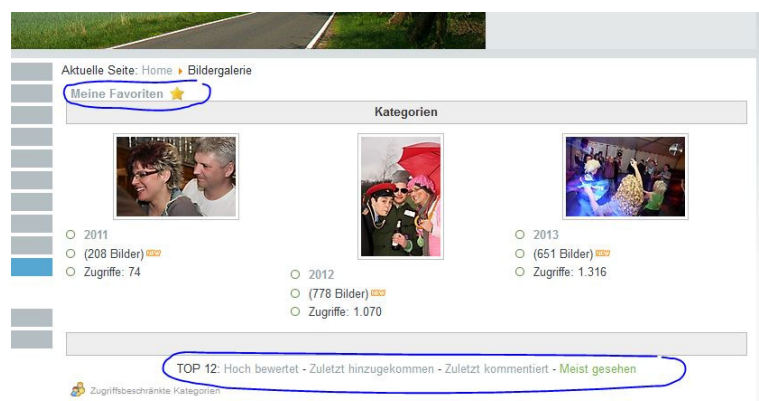 Aktuelle Seite: Home Bildergalerie
Meine Favoriten
Kategorien
2011
(208 Bilder) NEW
Zugriffe: 74
2012
(778 Bilder) NEW
Zugriffe: 1.070
2013
(651 Bilder) NEW
Zugriffe: 1.316
TOP 12: Hoch bewertet - Zuletzt hinzugekommen - Zuletzt kommentiert - Meist gesehen
Zugriffsbeschränkte Kategorien